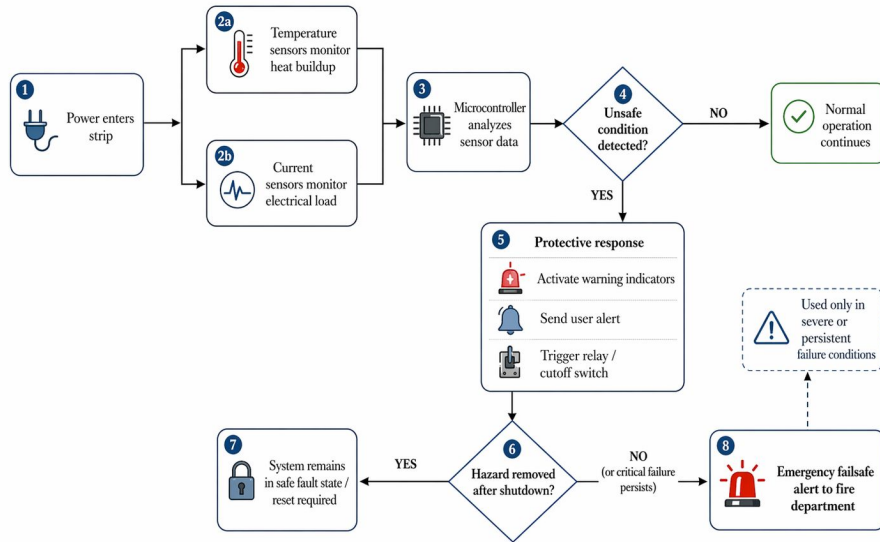 1
Power enters
strip
2a
Temperature
sensors monitor
heat buildup
2b
Current
sensors monitor
electrical load
3
Microcontroller
analyzes
sensor data
4
Unsafe
condition
detected?
NO
Normal
operation
continues
YES
5
Protective response
Activate warning indicators
Send user alert
Trigger relay /
cutoff switch
Used only in
severe or
persistent
failure conditions
6
Hazard removed
after shutdown?
YES
7
System remains
in safe fault state /
reset required
NO
(or critical failure
persists)
8
Emergency failsafe
alert to fire
department